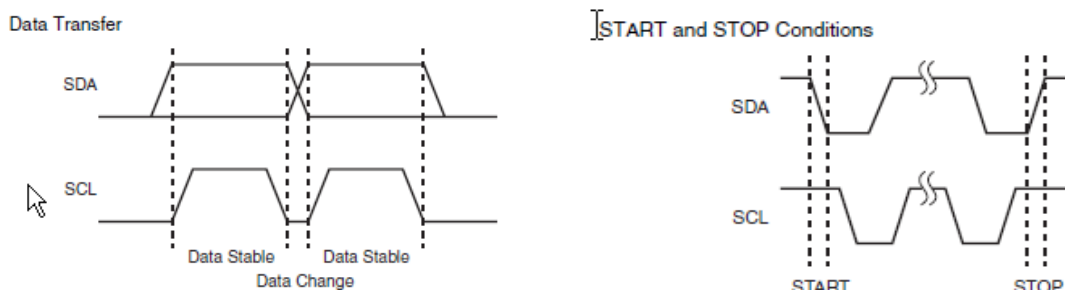 Data Transfer
SDA
SCL
Data Stable Data Stable
Data Change
START and STOP Conditions
SDA
SCL
START STOP